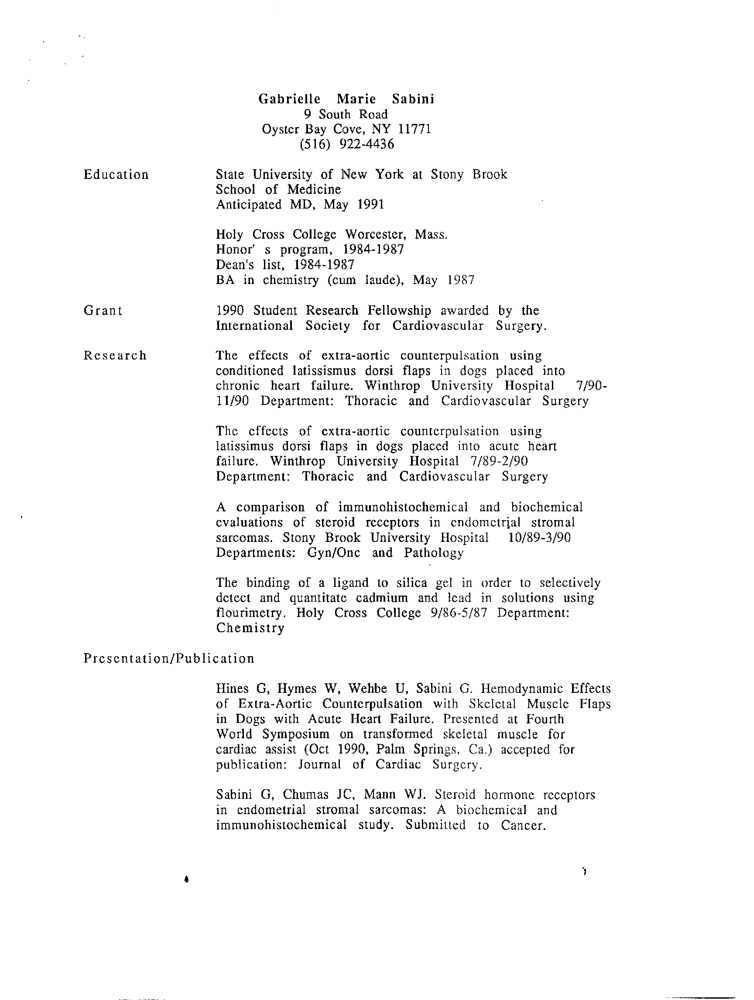 Gabrielle Marie Sabini
9 South Road
Oyster Bay Cove, NY 11771
(516) 922-4436
Education
State University of New York at Stony Brook
School of Medicine
Anticipated MD, May 1991
Holy Cross College Worcester, Mass.
Honor' s program, 1984-1987
Dean's list, 1984-1987
BA in chemistry (cum laude), May 1987
Grant
1990 Student Research Fellowship awarded by the
International Society for Cardiovascular Surgery.
Research
The effects of extra-aortic counterpulsation using
conditioned latissismus dorsi flaps in dogs placed into
chronic heart failure. Winthrop University Hospital 7/90-
11/90 Department: Thoracic and Cardiovascular Surgery
The effects of extra-aortic counterpulsation using
latissimus dorsi flaps in dogs placed into acute heart
failure. Winthrop University Hospital 7/89-2/90
Department: Thoracic and Cardiovascular Surgery
A comparison of immunohistochemical and biochemical
evaluations of steroid receptors in endometrial stromal
sarcomas. Stony Brook University Hospital 10/89-3/90
Departments: Gyn/Onc and Pathology
The binding of a ligand to silica gel in order to selectively
detect and quantitate cadmium and lead in solutions using
flourimetry. Holy Cross College 9/86-5/87 Department:
Chemistry
Presentation/Publication
Hines G, Hymes W, Wehbe U, Sabini G. Hemodynamic Effects
of Extra-Aortic Counterpulsation with Skeletal Muscle Flaps
in Dogs with Acute Heart Failure. Presented at Fourth
World Symposium on transformed skeletal muscle for
cardiac assist (Oct 1990, Palm Springs, Ca.) accepted for
publication: Journal of Cardiac Surgery.
Sabini G, Chumas JC, Mann WJ. Steroid hormone receptors
in endometrial stromal sarcomas: A biochemical and
immunohistochemical study. Submitted to Cancer.